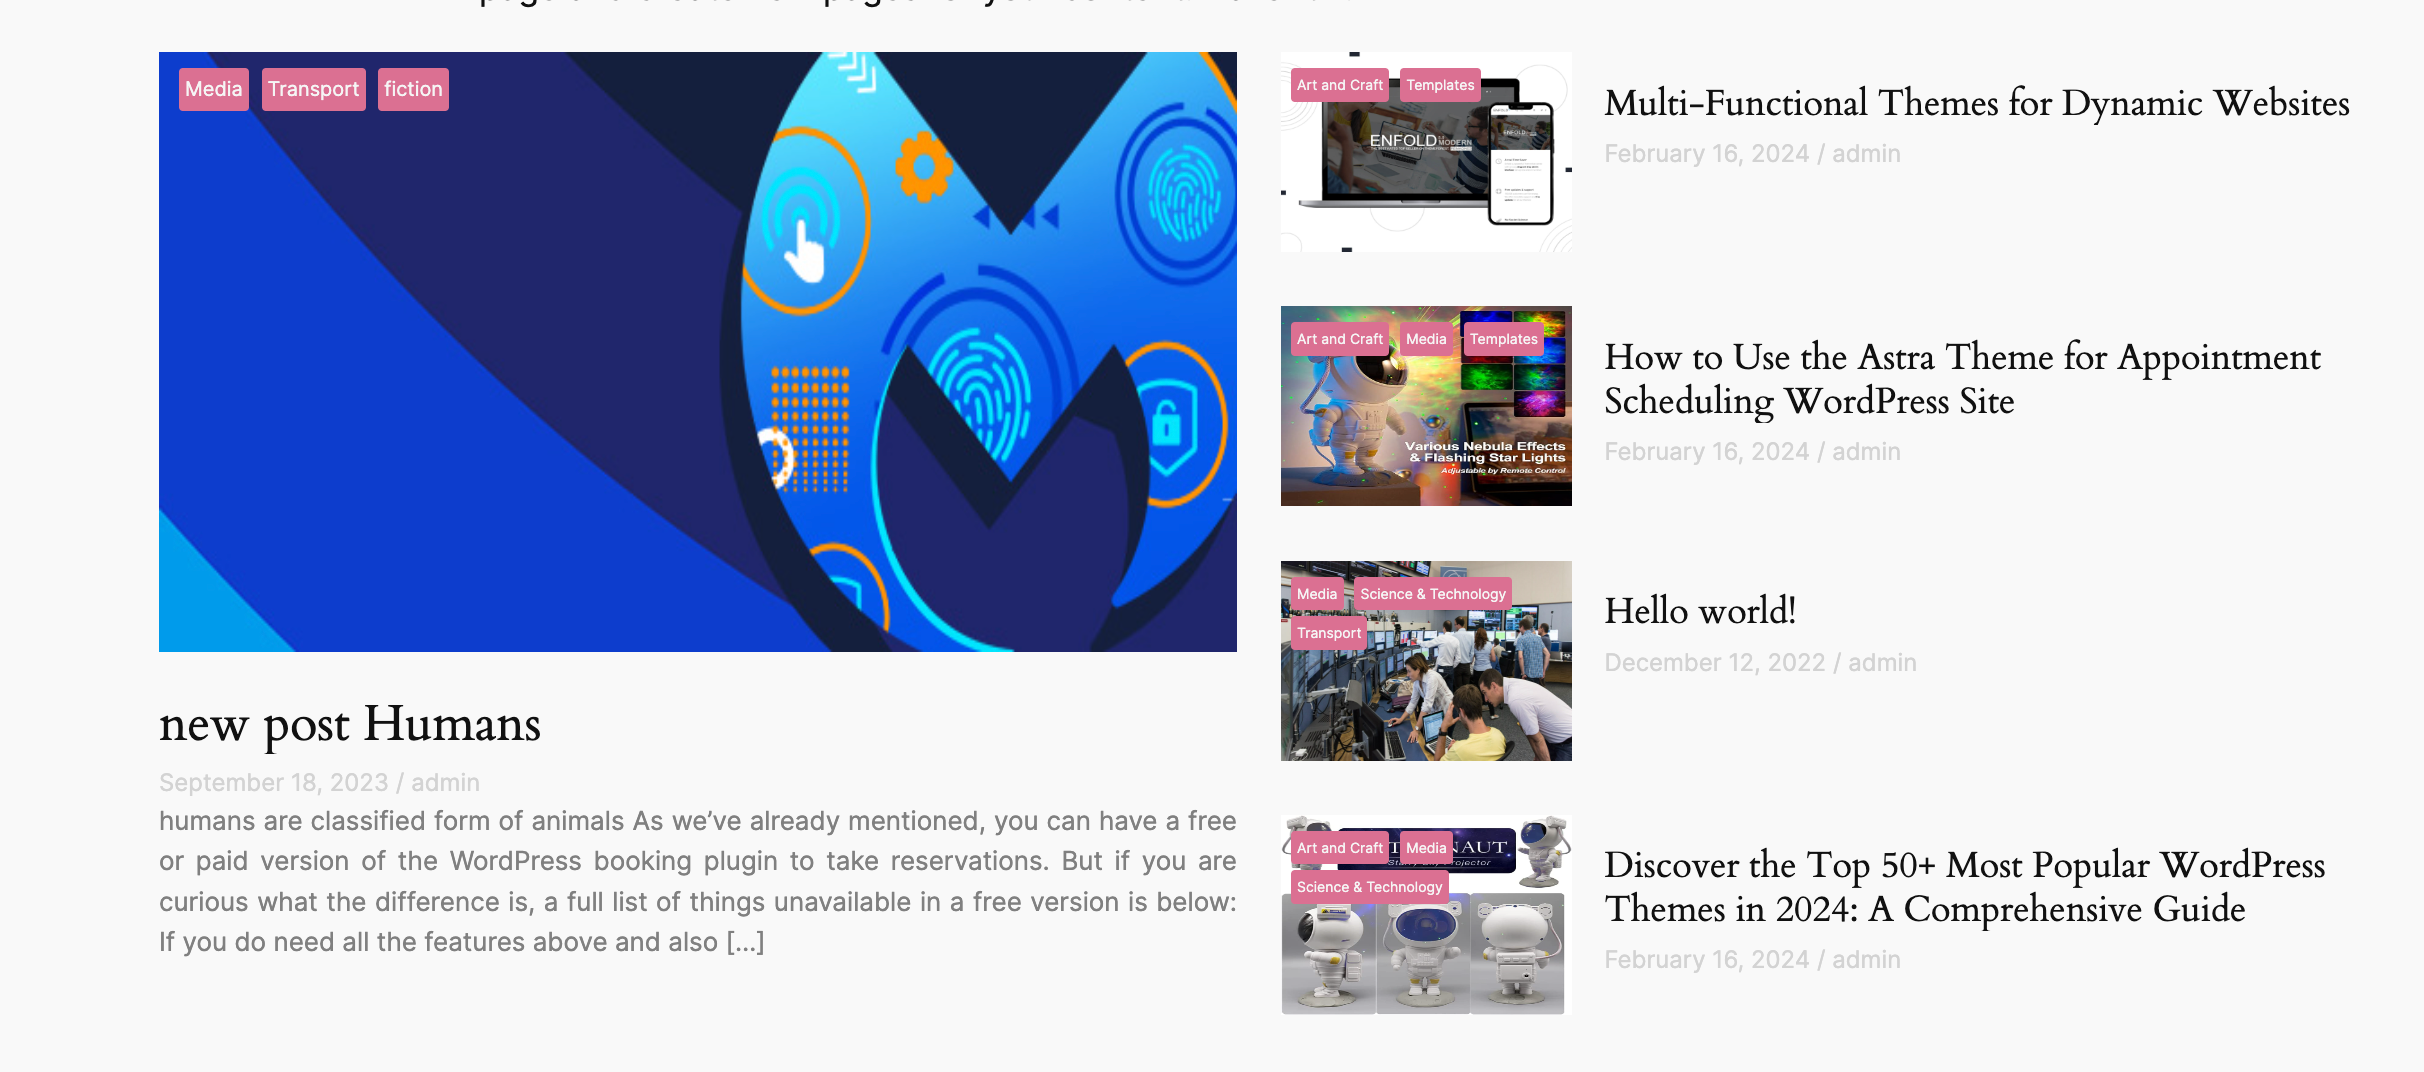 Media Transport fiction
new post Humans
September 18, 2023 / admin
humans are classified form of animals As we’ve already mentioned, you can have a free
or paid version of the WordPress booking plugin to take reservations. But if you are
curious what the difference is, a full list of things unavailable in a free version is below:
If you do need all the features above and also [...]
Art and Craft Templates
ENFOLD
MODERN
Multi-Functional Themes for Dynamic Websites
February 16, 2024 / admin
Art and Craft Media Templates
Various Nebula Effects
& Flashing Star Lights
Adjustable by Remote Control
How to Use the Astra Theme for Appointment
Scheduling WordPress Site
February 16, 2024 / admin
Media Science & Technology
Transport
Hello world!
December 12, 2022 / admin
Art and Craft Media
Science & Technology
Discover the Top 50+ Most Popular WordPress
Themes in 2024: A Comprehensive Guide
February 16, 2024 / admin